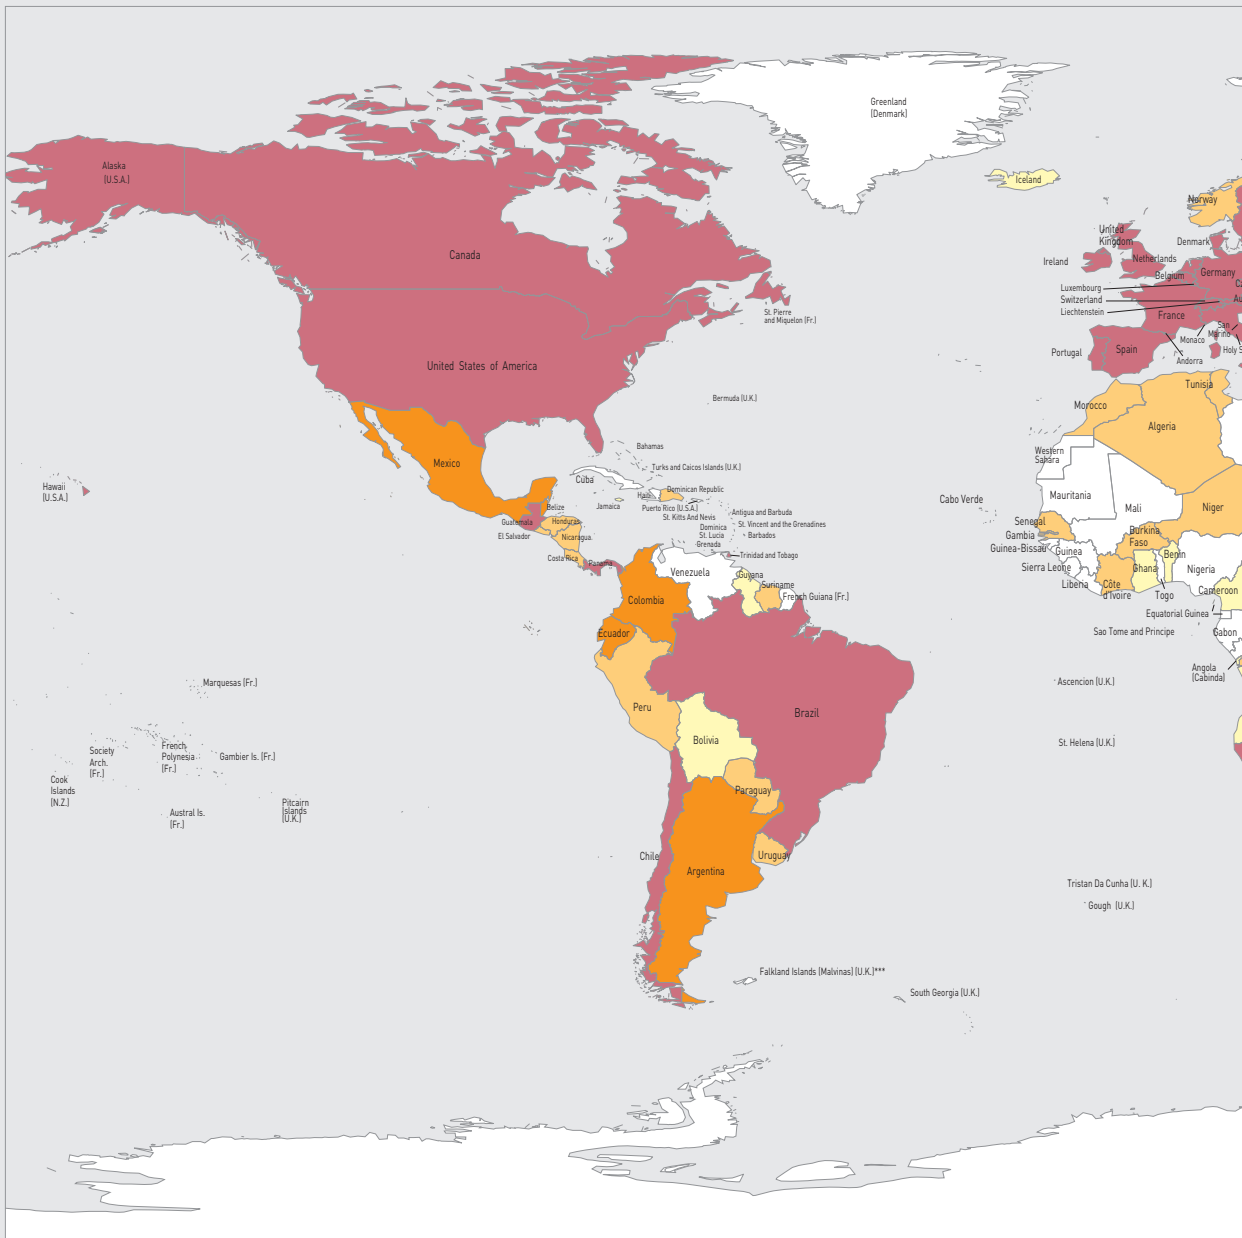 Greenland
(Denmark)
Alaska
(U.S.A.)
Iceland
Norway
United
Kingdom
Denmark
Canada
Ireland
Netherlands
Belgium
Germany
Luxembourg
Switzerland
Liechtenstein
St. Pierre
and Miquelon (Fr.)
France
San
Marino
Monaco
Holy S
Portugal
Spain
Andorra
United States of America
Tunisia
Bermuda (U.K.)
Morocco
Algeria
Bahamas
Western
Sahara
Mexico
Turks and Caicos Islands (U.K.)
Cuba
Hawaii
(U.S.A.)
Dominican Republic
Haiti
Jamaica
Puerto Rico (U.S.A.)
Cabo Verde
Mauritania
Mali
Niger
Belize
Antigua and Barbuda
St. Kitts And Nevis
Guatemala
Honduras
Dominica
St. Vincent and the Grenadines
Senegal
El Salvador
Nicaragua
St. Lucia
Barbados
Gambia
Burkina
Faso
Grenada
Guinea-Bissau
Guinea
Costa Rica
Panama
Trinidad and Tobago
Benin
Venezuela
Sierra Leone
Ghana
Nigeria
Guyana
Suriname
French Guiana (Fr.)
Liberia
Côte
d'Ivoire
Togo
Cameroon
Colombia
Equatorial Guinea
Ecuador
Sao Tome and Principe
Gabon
Angola
(Cabinda)
Marquesas (Fr.)
Ascencion (U.K.)
Peru
Brazil
Society
Arch.
(Fr.)
French
Polynesia
(Fr.)
Gambier Is. (Fr.)
Bolivia
St. Helena (U.K.)
Cook
Islands
(N.Z.)
Austral Is.
(Fr.)
Pitcairn
Islands
(U.K.)
Paraguay
Chile
Uruguay
Argentina
Tristan Da Cunha (U. K.)
Gough (U.K.)
Falkland Islands (Malvinas) (U.K.)***
South Georgia (U.K.)